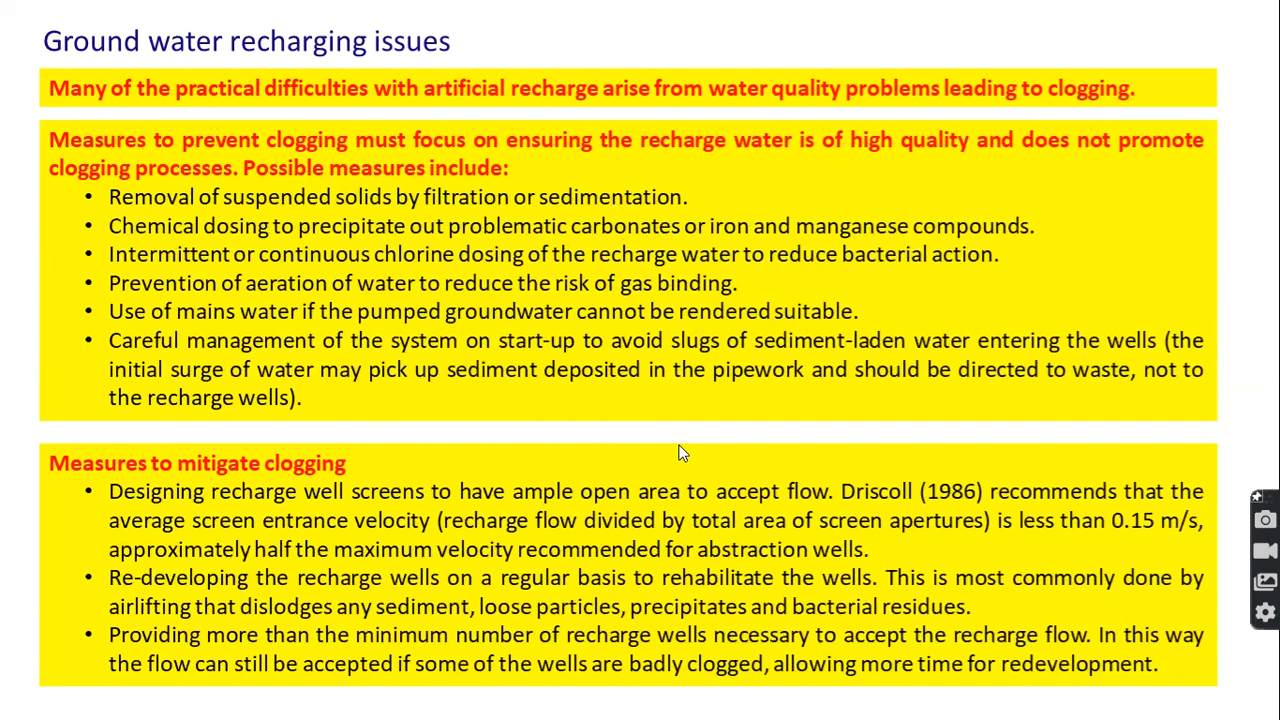 Ground water recharging issues
Many of the practical difficulties with artificial recharge arise from water quality problems leading to clogging.
Measures to prevent clogging must focus on ensuring the recharge water is of high quality and does not promote
clogging processes. Possible measures include:
• Removal of suspended solids by filtration or sedimentation.
• Chemical dosing to precipitate out problematic carbonates or iron and manganese compounds.
• Intermittent or continuous chlorine dosing of the recharge water to reduce bacterial action.
• Prevention of aeration of water to reduce the risk of gas binding.
• Use of mains water if the pumped groundwater cannot be rendered suitable.
• Careful management of the system on start-up to avoid slugs of sediment-laden water entering the wells (the
initial surge of water may pick up sediment deposited in the pipework and should be directed to waste, not to
the recharge wells).
Measures to mitigate clogging
• Designing recharge well screens to have ample open area to accept flow. Driscoll (1986) recommends that the
average screen entrance velocity (recharge flow divided by total area of screen apertures) is less than 0.15 m/s,
approximately half the maximum velocity recommended for abstraction wells.
• Re-developing the recharge wells on a regular basis to rehabilitate the wells. This is most commonly done by
airlifting that dislodges any sediment, loose particles, precipitates and bacterial residues.
• Providing more than the minimum number of recharge wells necessary to accept the recharge flow. In this way
the flow can still be accepted if some of the wells are badly clogged, allowing more time for redevelopment.